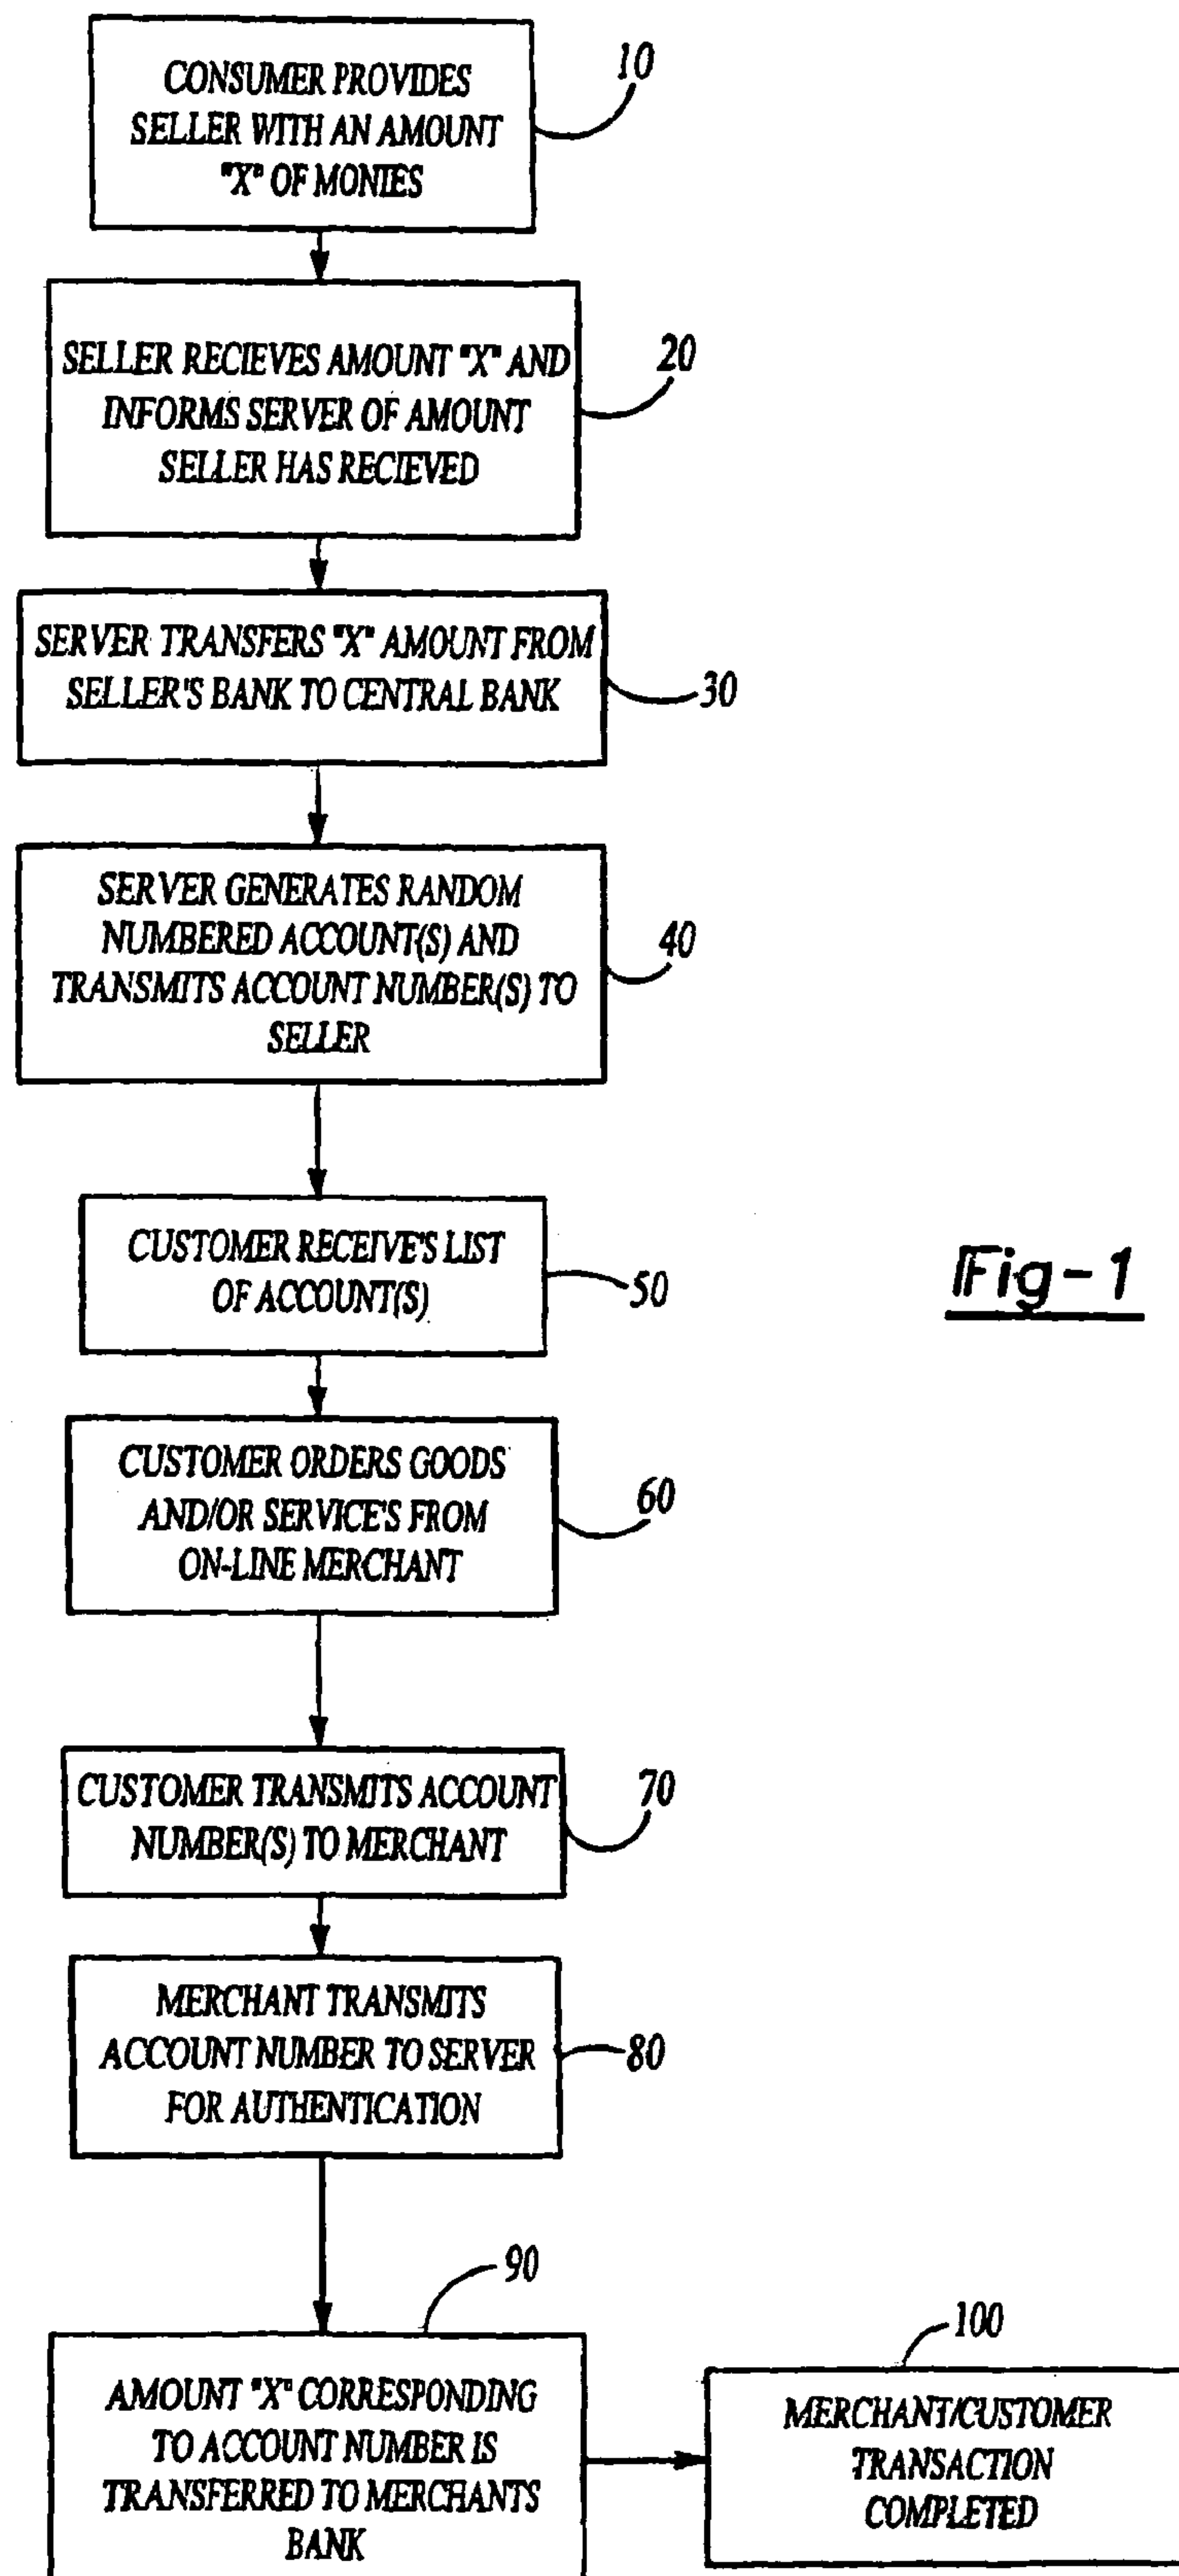 CONSUMER PROVIDES
SELLER WITH AN AMOUNT
"X" OF MONIES
10
SELLER RECIEVES AMOUNT "X" AND
INFORMS SERVER OF AMOUNT
SELLER HAS RECIEVED
20
SERVER TRANSFERS "X" AMOUNT FROM
SELLER'S BANK TO CENTRAL BANK
30
SERVER GENERATES RANDOM
NUMBERED ACCOUNT(S) AND
TRANSMITS ACCOUNT NUMBER(S) TO
SELLER
40
CUSTOMER RECEIVE'S LIST
OF ACCOUNT(S)
50
Fig-1
CUSTOMER ORDERS GOODS
AND/OR SERVICE'S FROM
ON-LINE MERCHANT
60
CUSTOMER TRANSMITS ACCOUNT
NUMBER(S) TO MERCHANT
70
MERCHANT TRANSMITS
ACCOUNT NUMBER TO SERVER
FOR AUTHENTICATION
80
90
AMOUNT "X" CORRESPONDING
TO ACCOUNT NUMBER IS
TRANSFERRED TO MERCHANTS
BANK
100
MERCHANT/CUSTOMER
TRANSACTION
COMPLETED